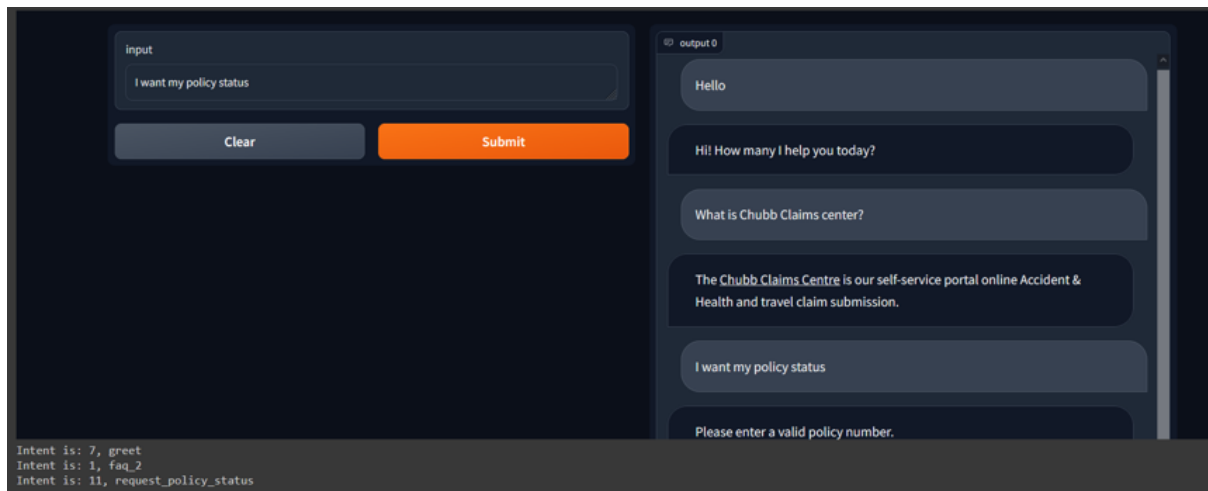 input
I want my policy status
Clear
Submit
output 0
Hello
Hi! How many I help you today?
What is Chubb Claims center?
The Chubb Claims Centre is our self-service portal online Accident &
Health and travel claim submission.
I want my policy status
Please enter a valid policy number.
Intent is: 7, greet
Intent is: 1, faq_2
Intent is: 11, request_policy_status